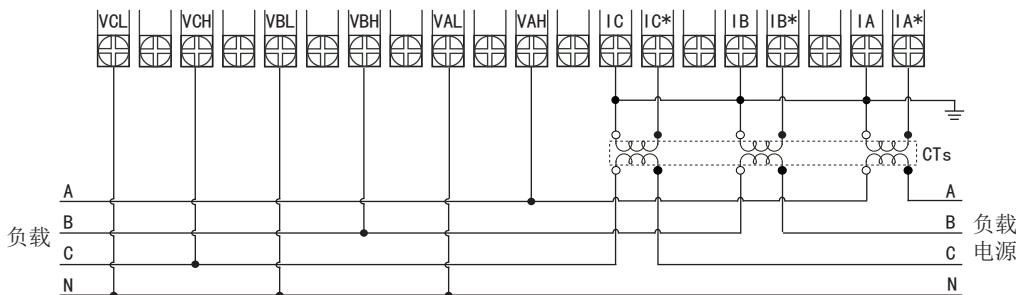 VCL VCH VBL VBH VAL VAH IC IC* IB IB* IA IA*
CTs
A A
B B
负载 负载
C C 电源
N N